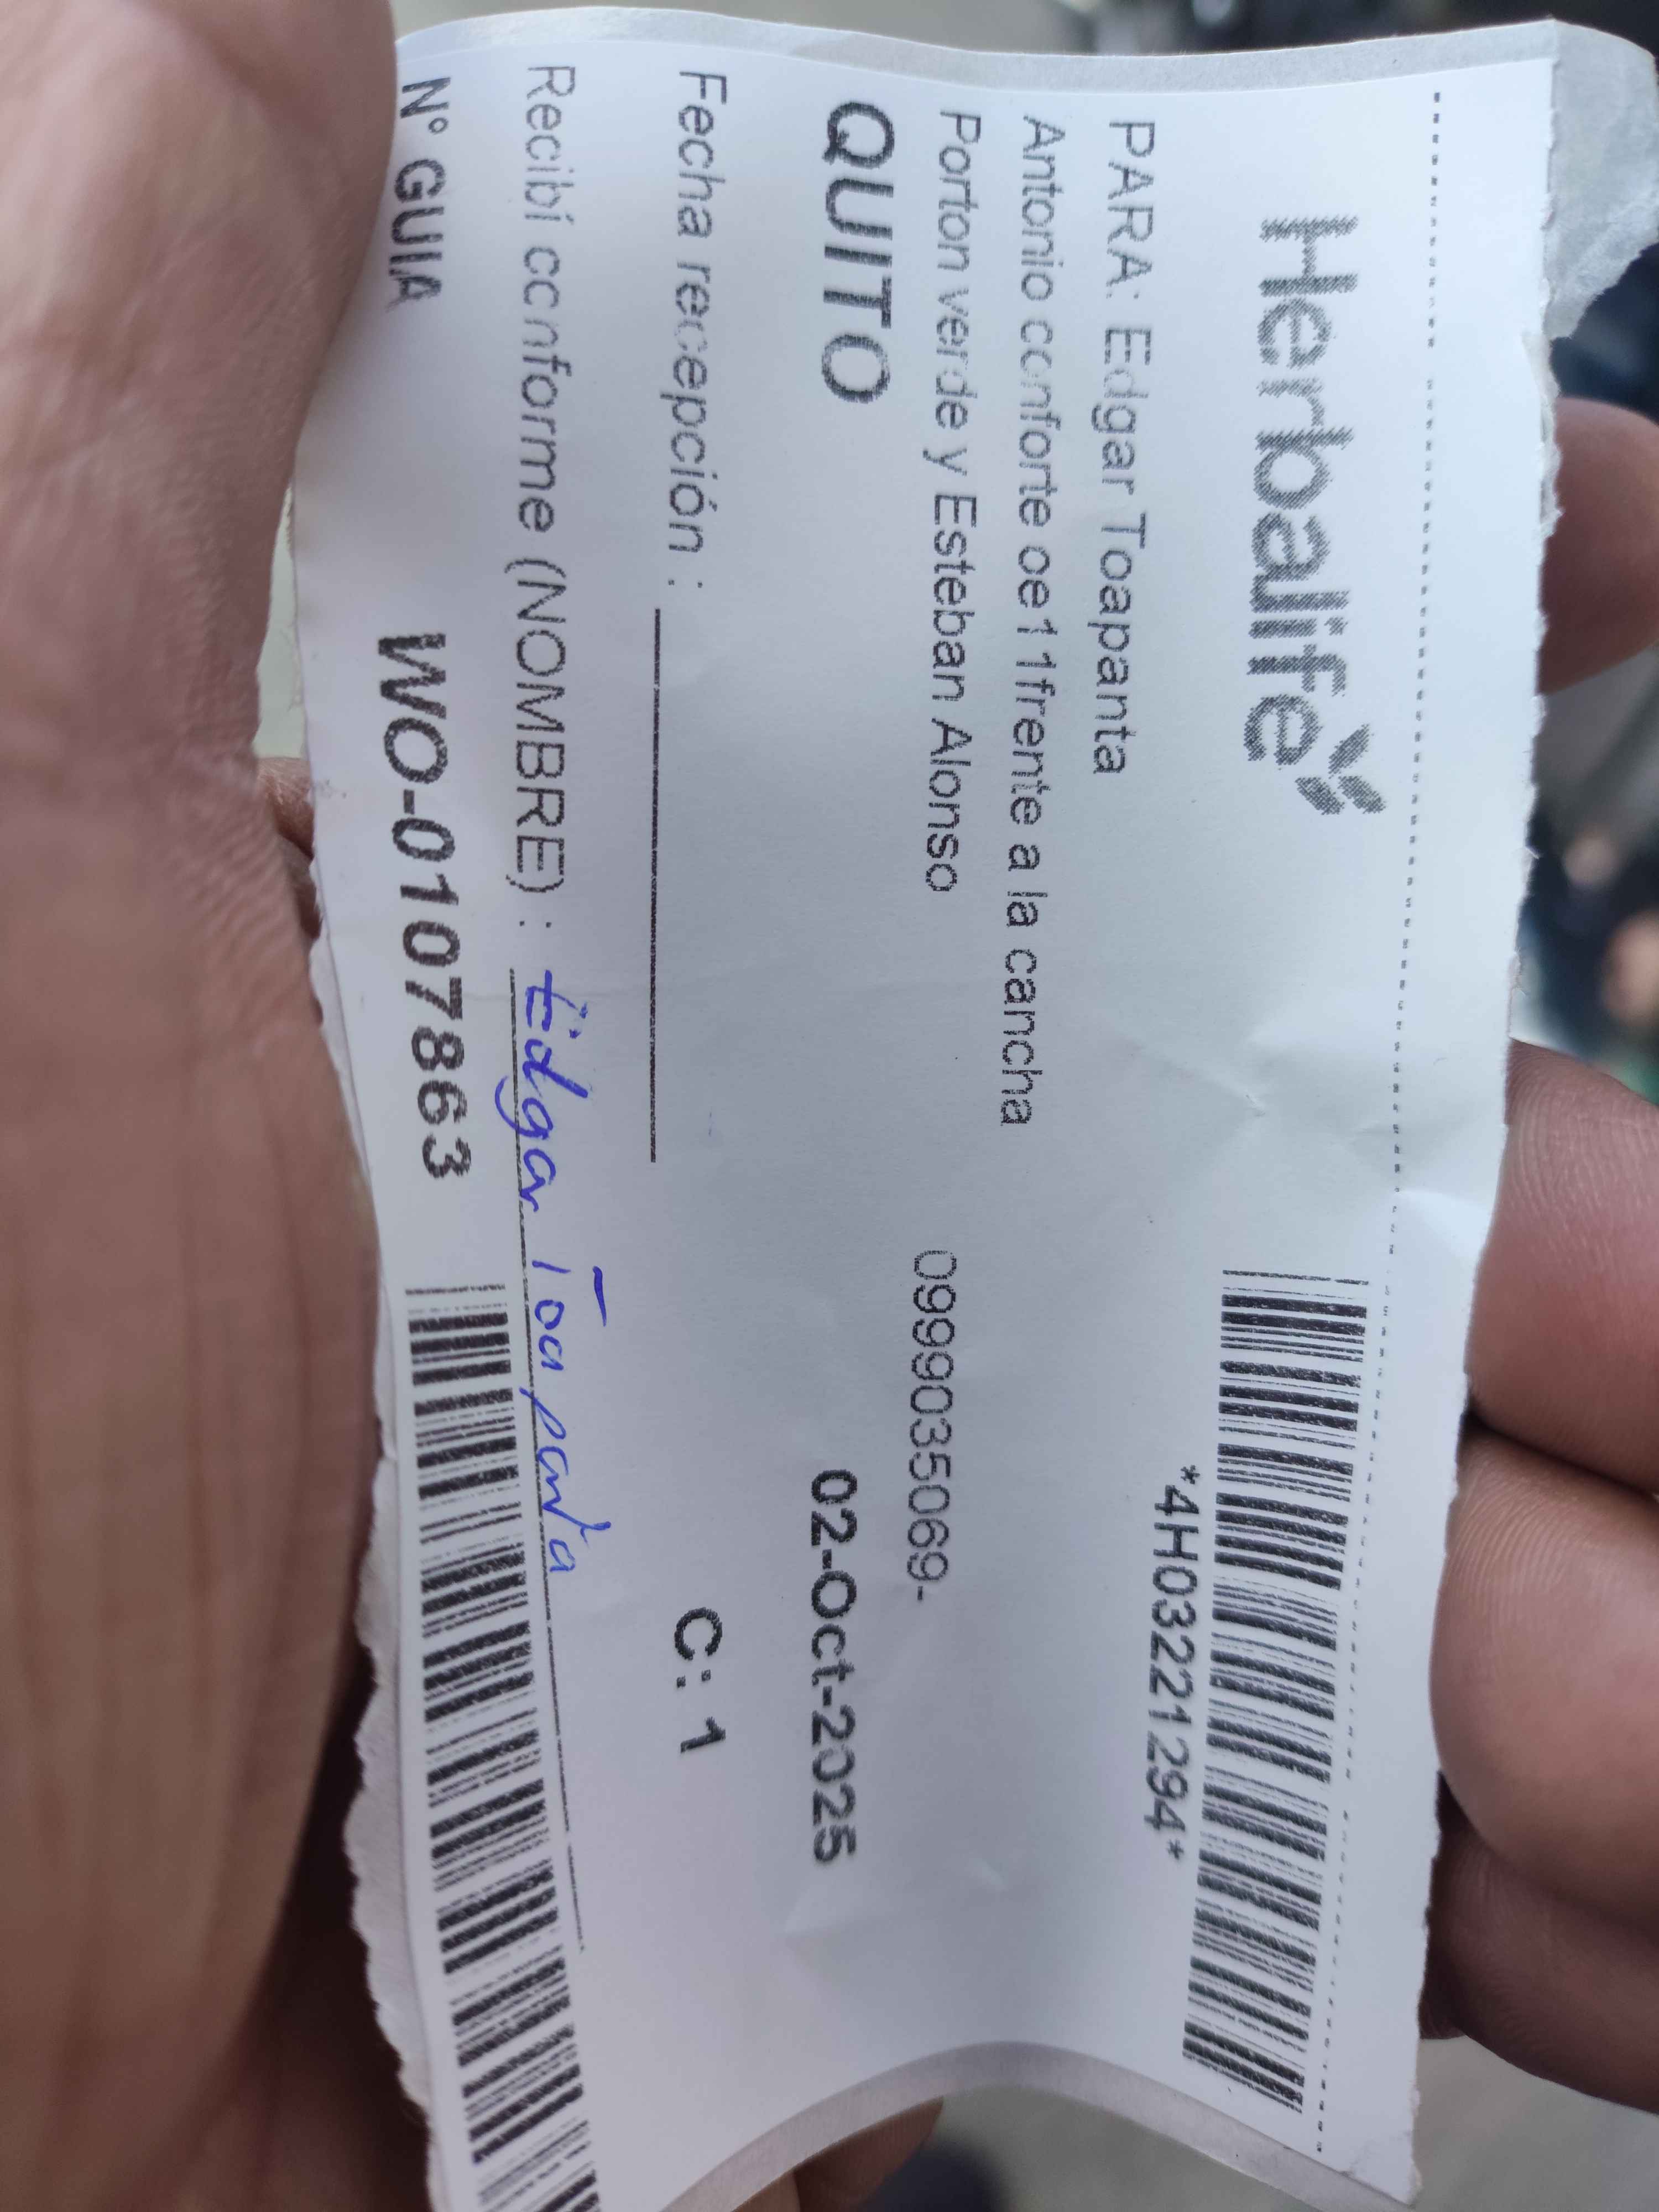 Herbalife
*4H03221294*
PARA: Edgar Toapanta
Antonio conforte oe11frente a la cancha
Porton verde y Esteban Alonso 0999035069-
QUITO 02-Oct-2025
Fecha recepción : C: 1
Recibí conforme (NOMBRE) : Edgar Toapanta
N° GUIA WO-0107863